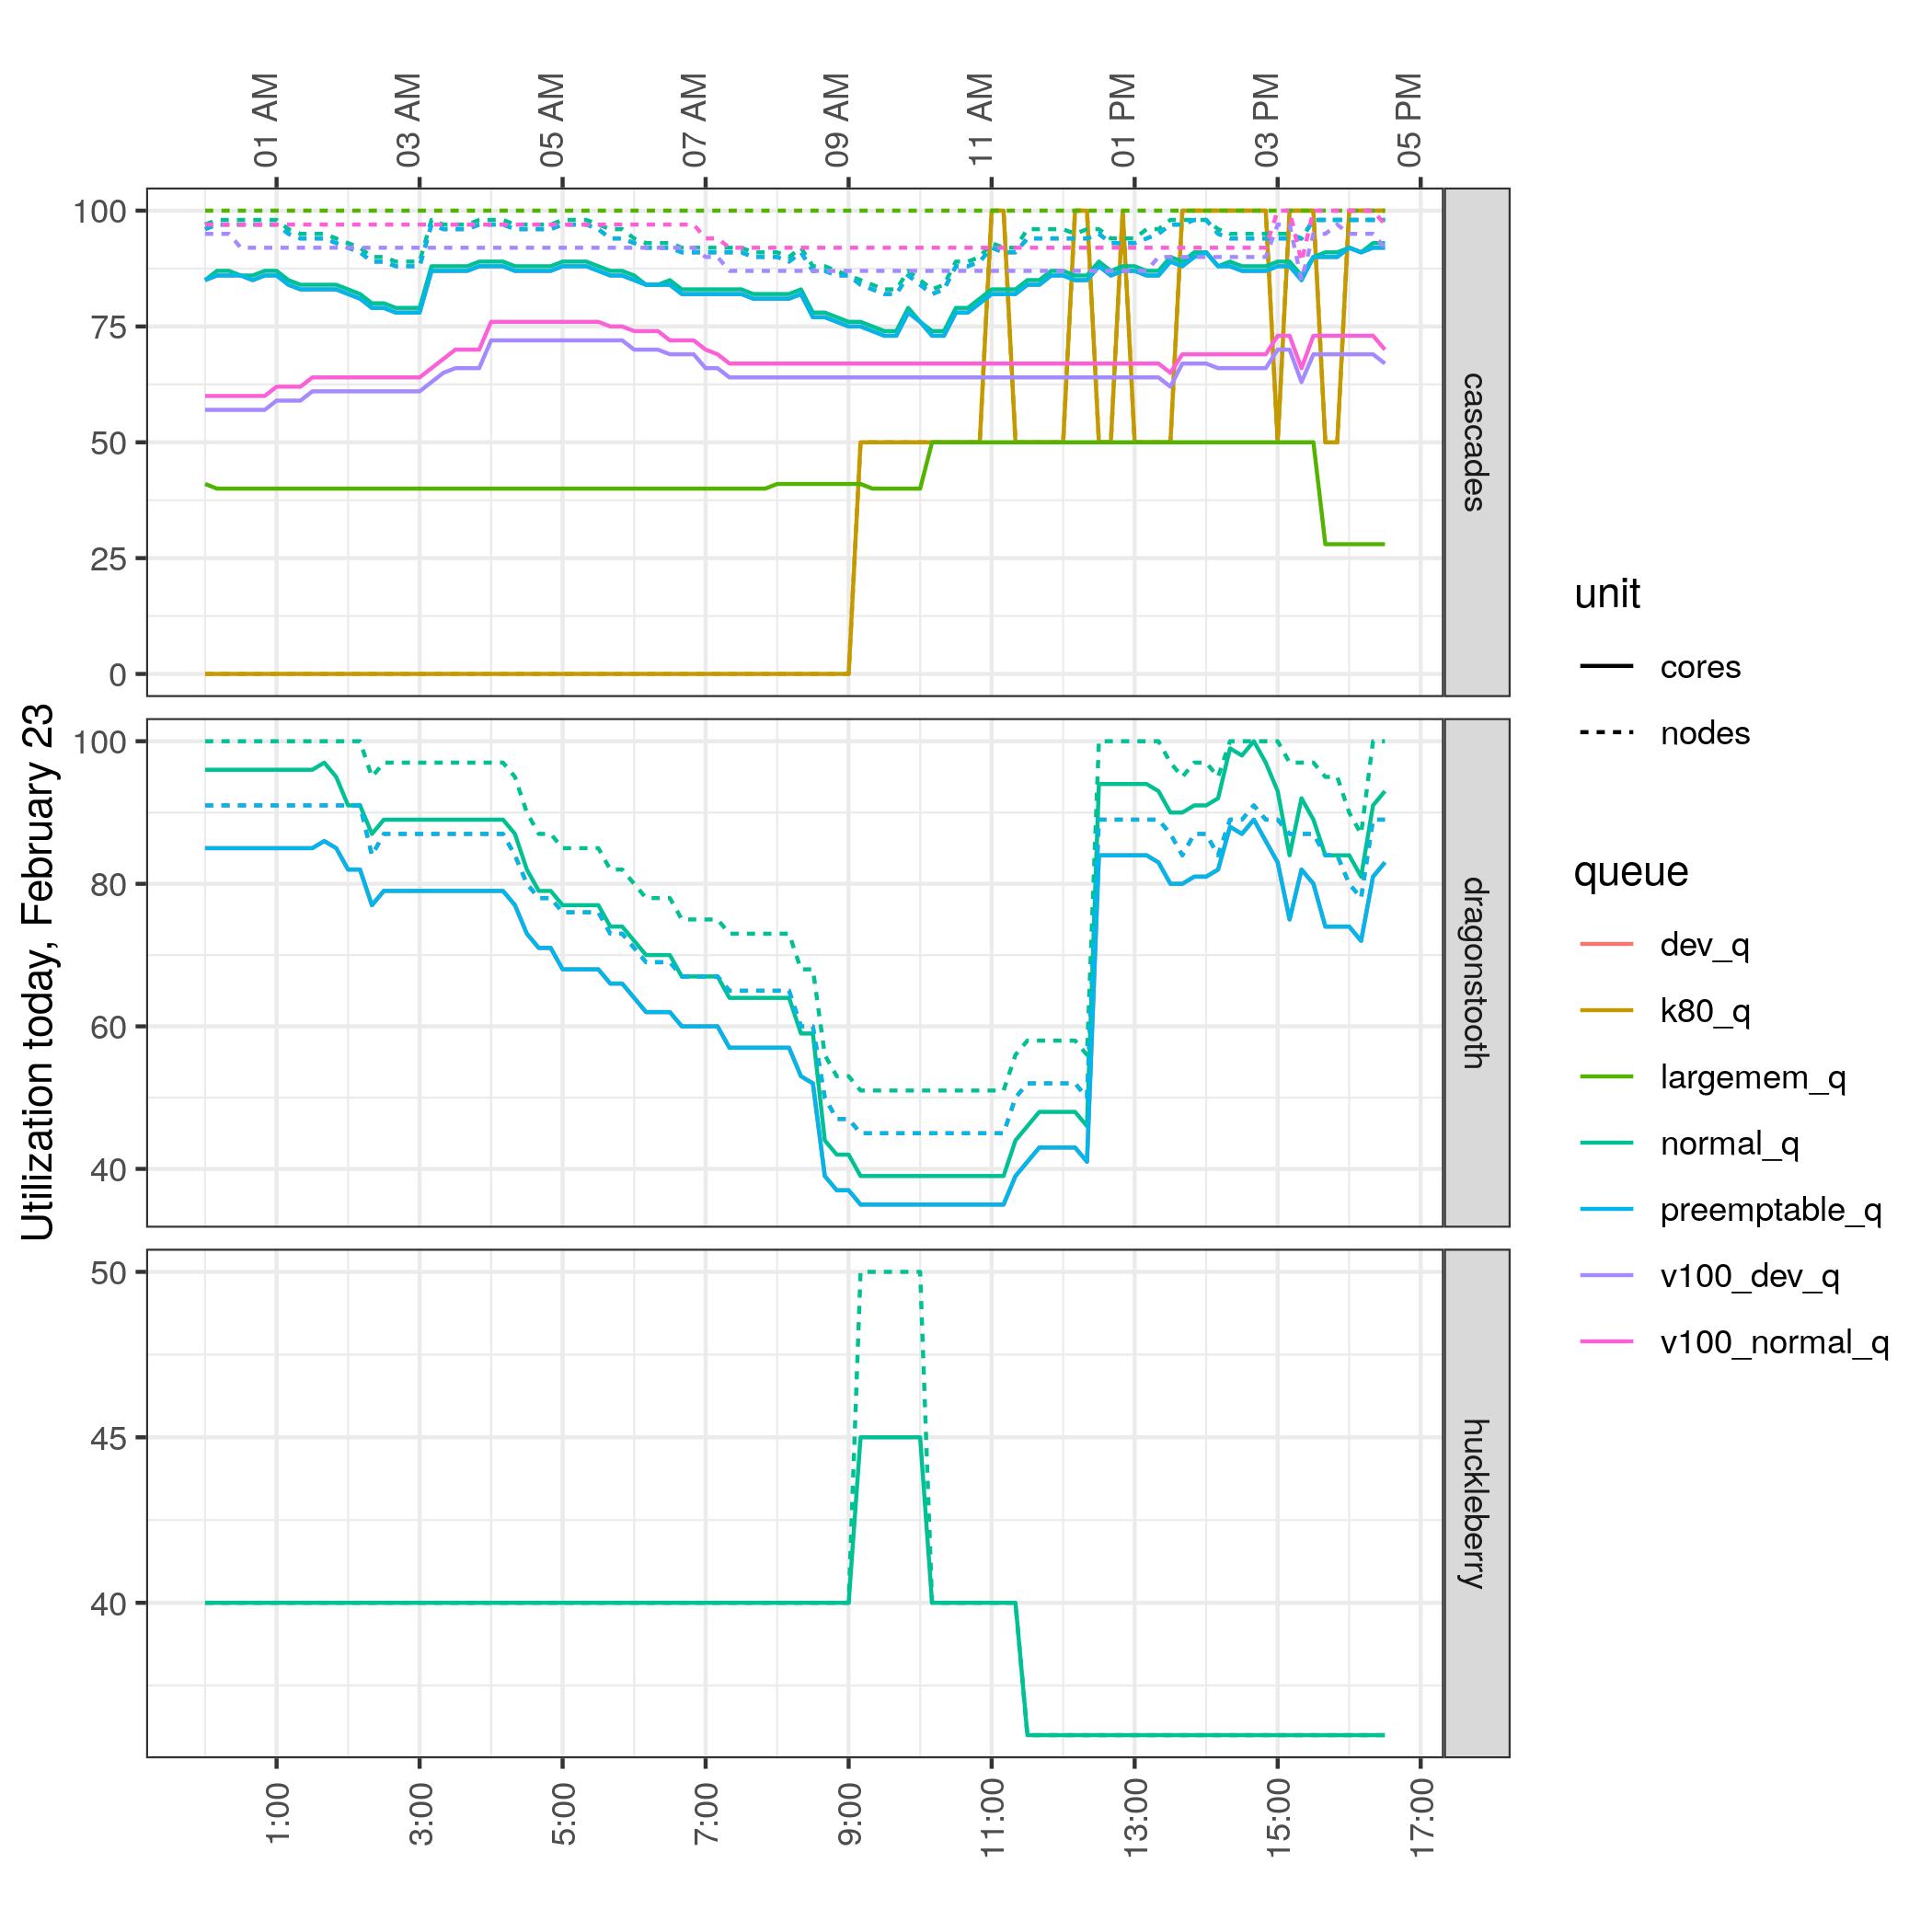 01 AM
03 AM
05 AM
07 AM
09 AM
11 AM
01 PM
03 PM
05 PM
Utilization today, February 23
100
75
50
25
0
cascades
100
80
60
40
dragonstooth
50
45
40
huckleberry
1:00
3:00
5:00
7:00
9:00
11:00
13:00
15:00
17:00
unit
cores
nodes
queue
dev_q
k80_q
largemem_q
normal_q
preemptable_q
v100_dev_q
v100_normal_q